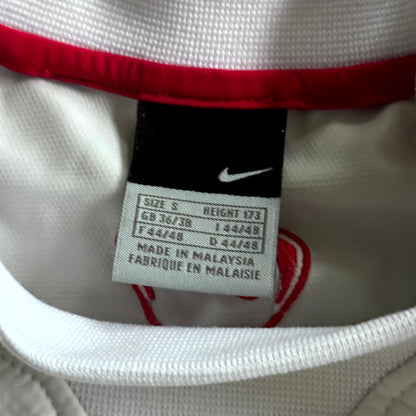 SIZE S HEIGHT 173
GB 36/38 I 44/48
F 44/48 D 44/48
MADE IN MALAYSIA
FABRIQUE EN MALAISIE